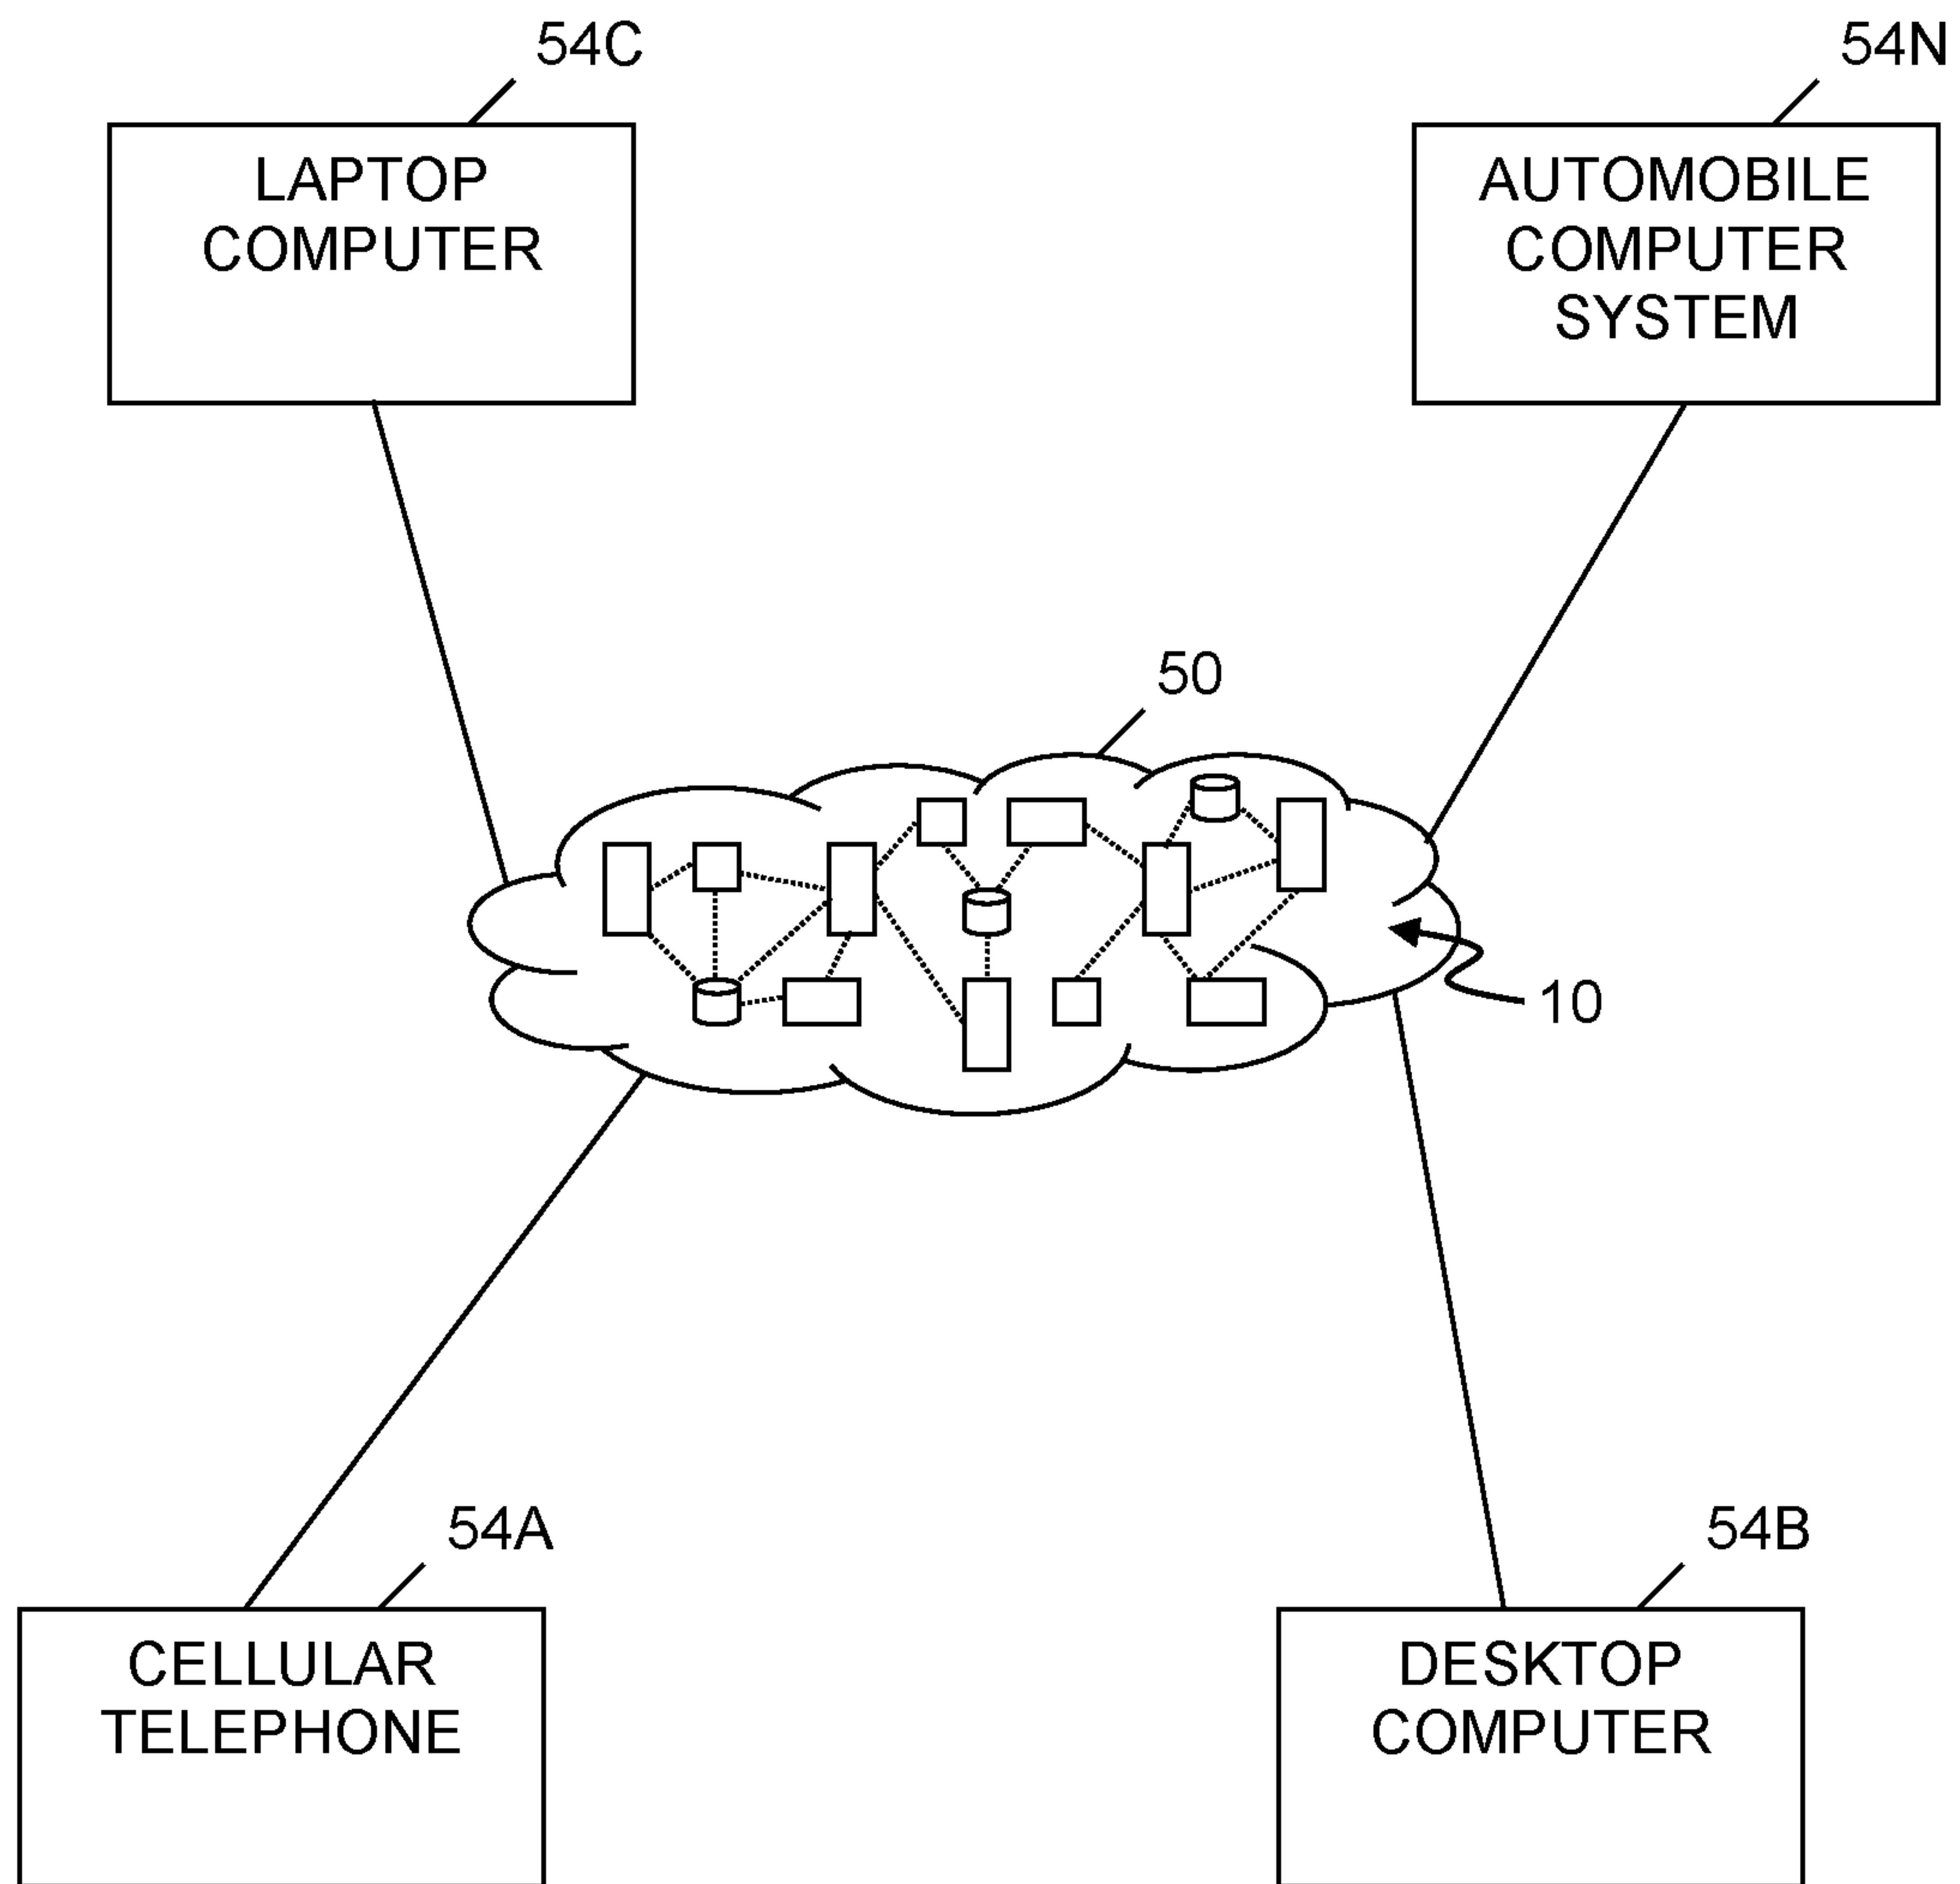 54C
54N
LAPTOP
COMPUTER
AUTOMOBILE
COMPUTER
SYSTEM
50
10
54A
54B
CELLULAR
TELEPHONE
DESKTOP
COMPUTER